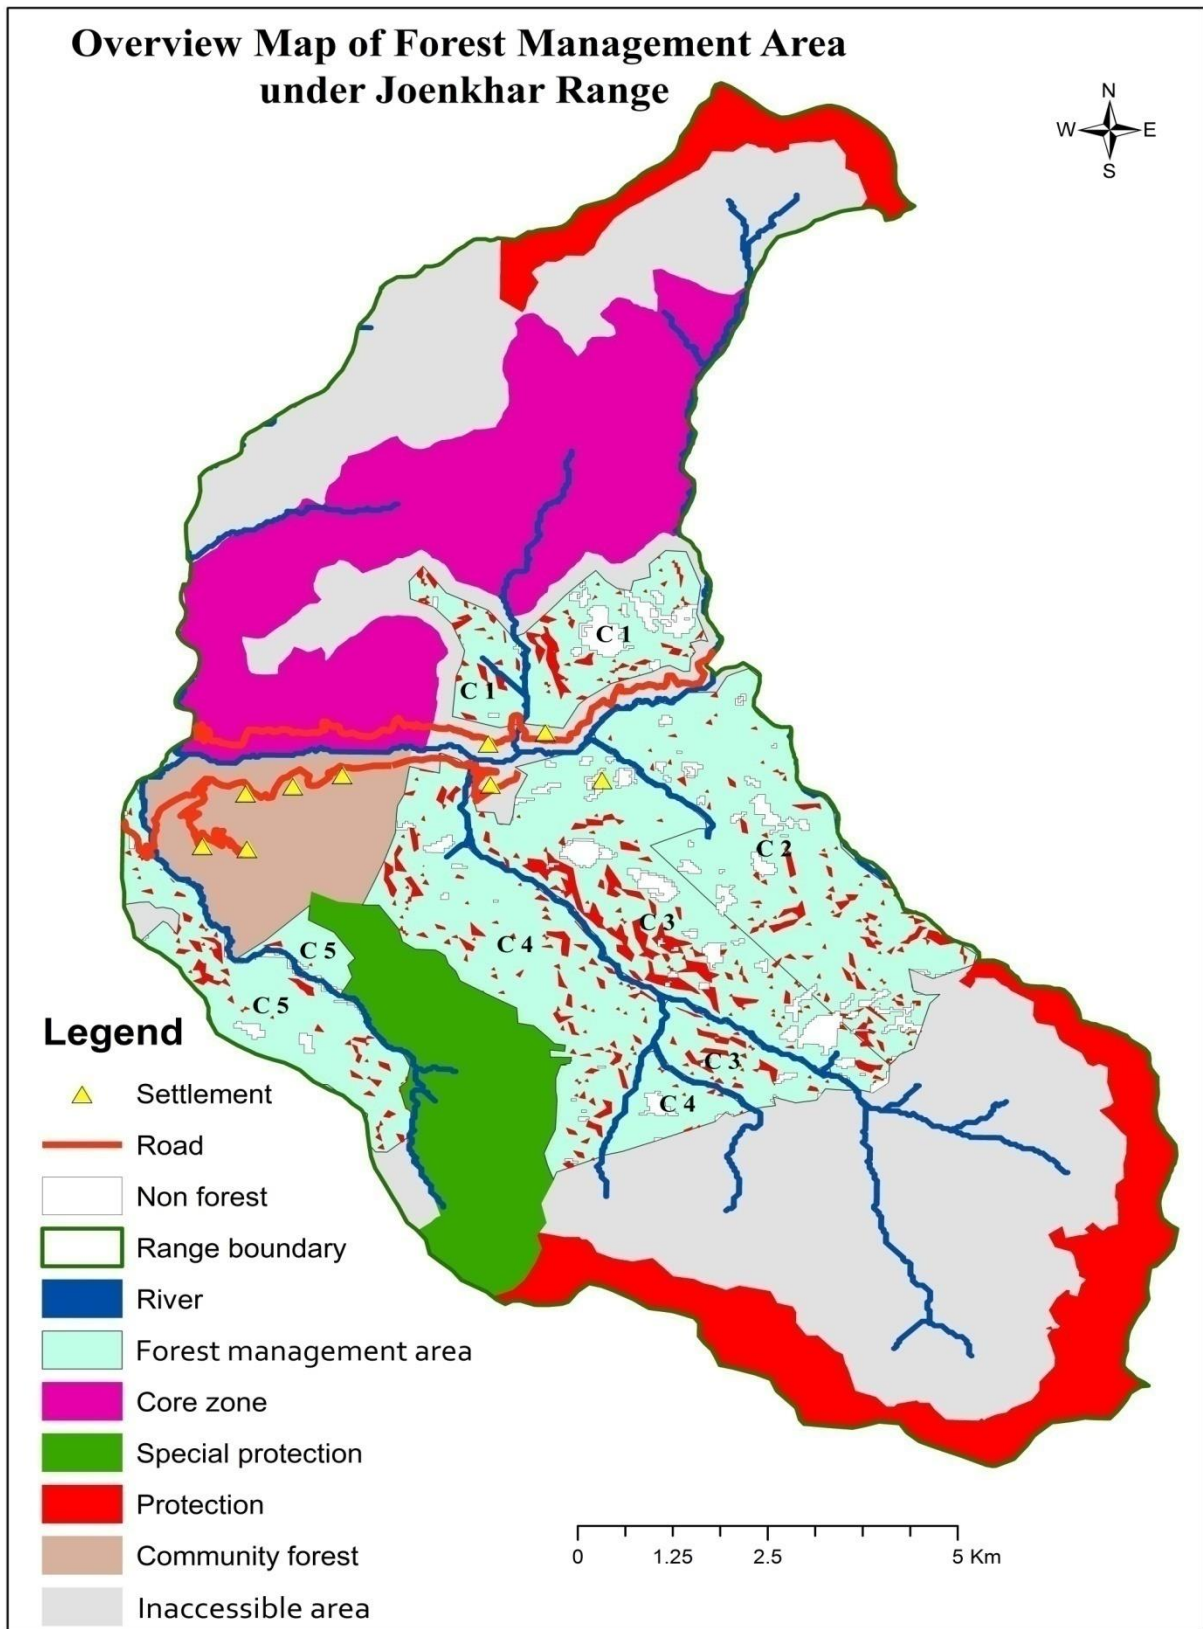 Overview Map of Forest Management Area
under Joenkhar Range
N
W E
S
C 1
C 1
C 2
C 3
C 4
C 5
C 5
C 3
C 4
Legend
Settlement
Road
Non forest
Range boundary
River
Forest management area
Core zone
Special protection
Protection
Community forest
Inaccessible area
0 1.25 2.5 5 Km